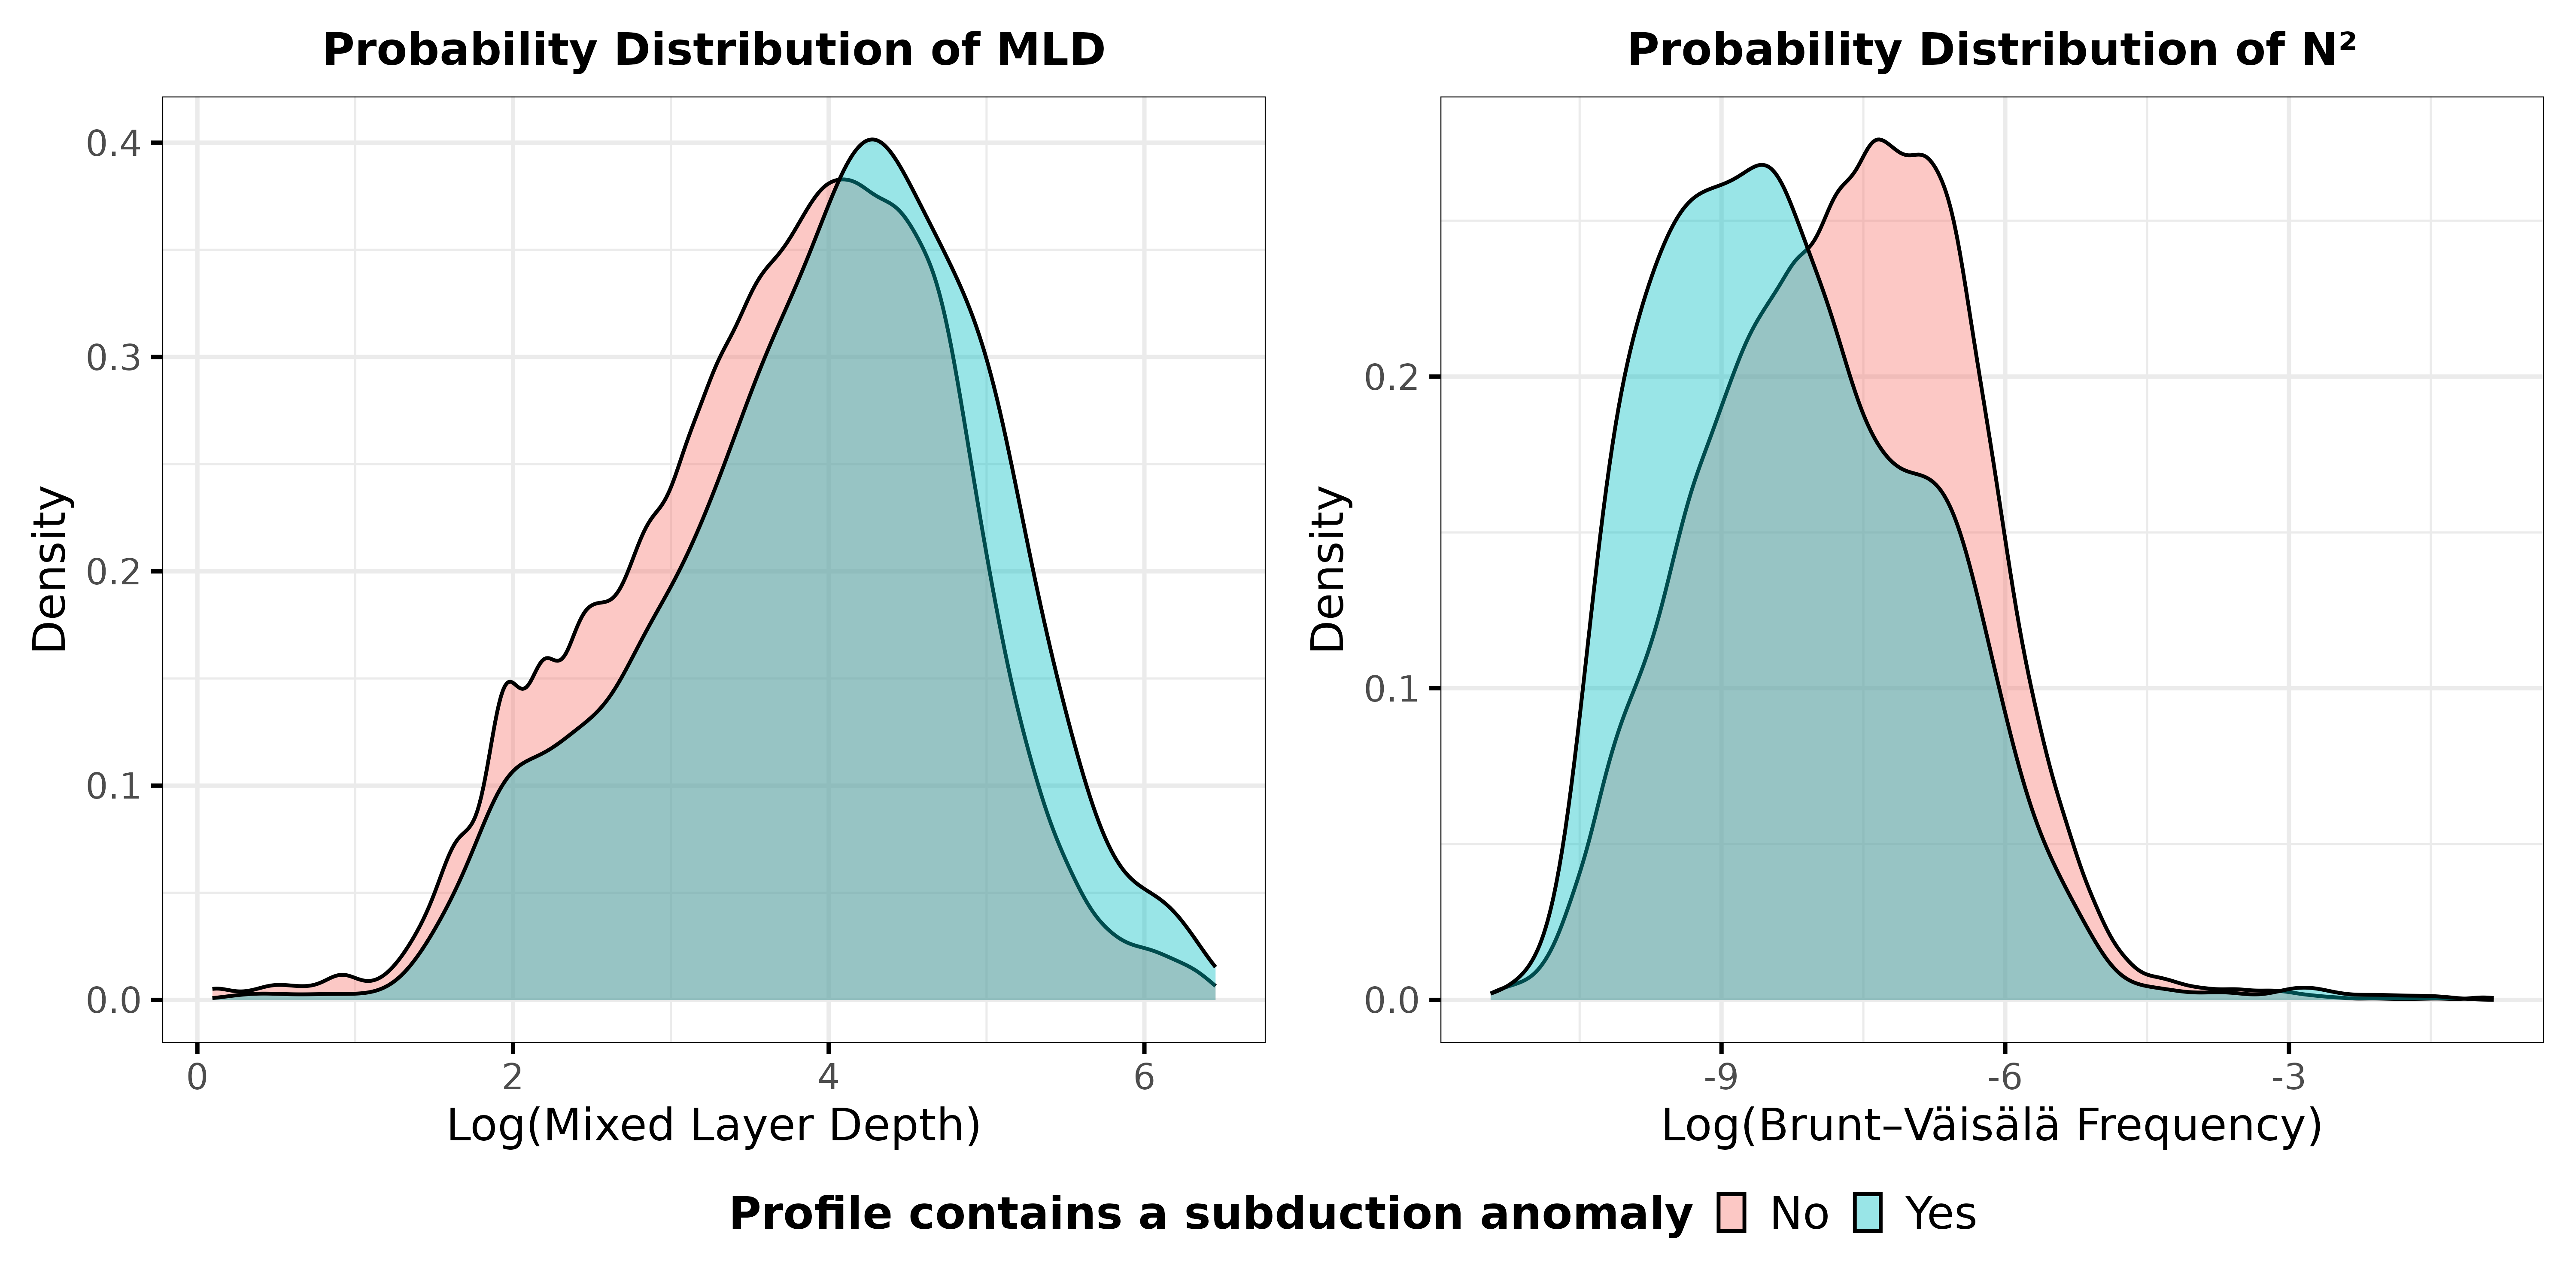 Probability Distribution of MLD
Density
0.4
0.3
0.2
0.1
0.0
0 2 4 6
Log(Mixed Layer Depth)
Probability Distribution of N²
Density
0.2
0.1
0.0
-9 -6 -3
Log(Brunt–Väisälä Frequency)
Profile contains a subduction anomaly No Yes